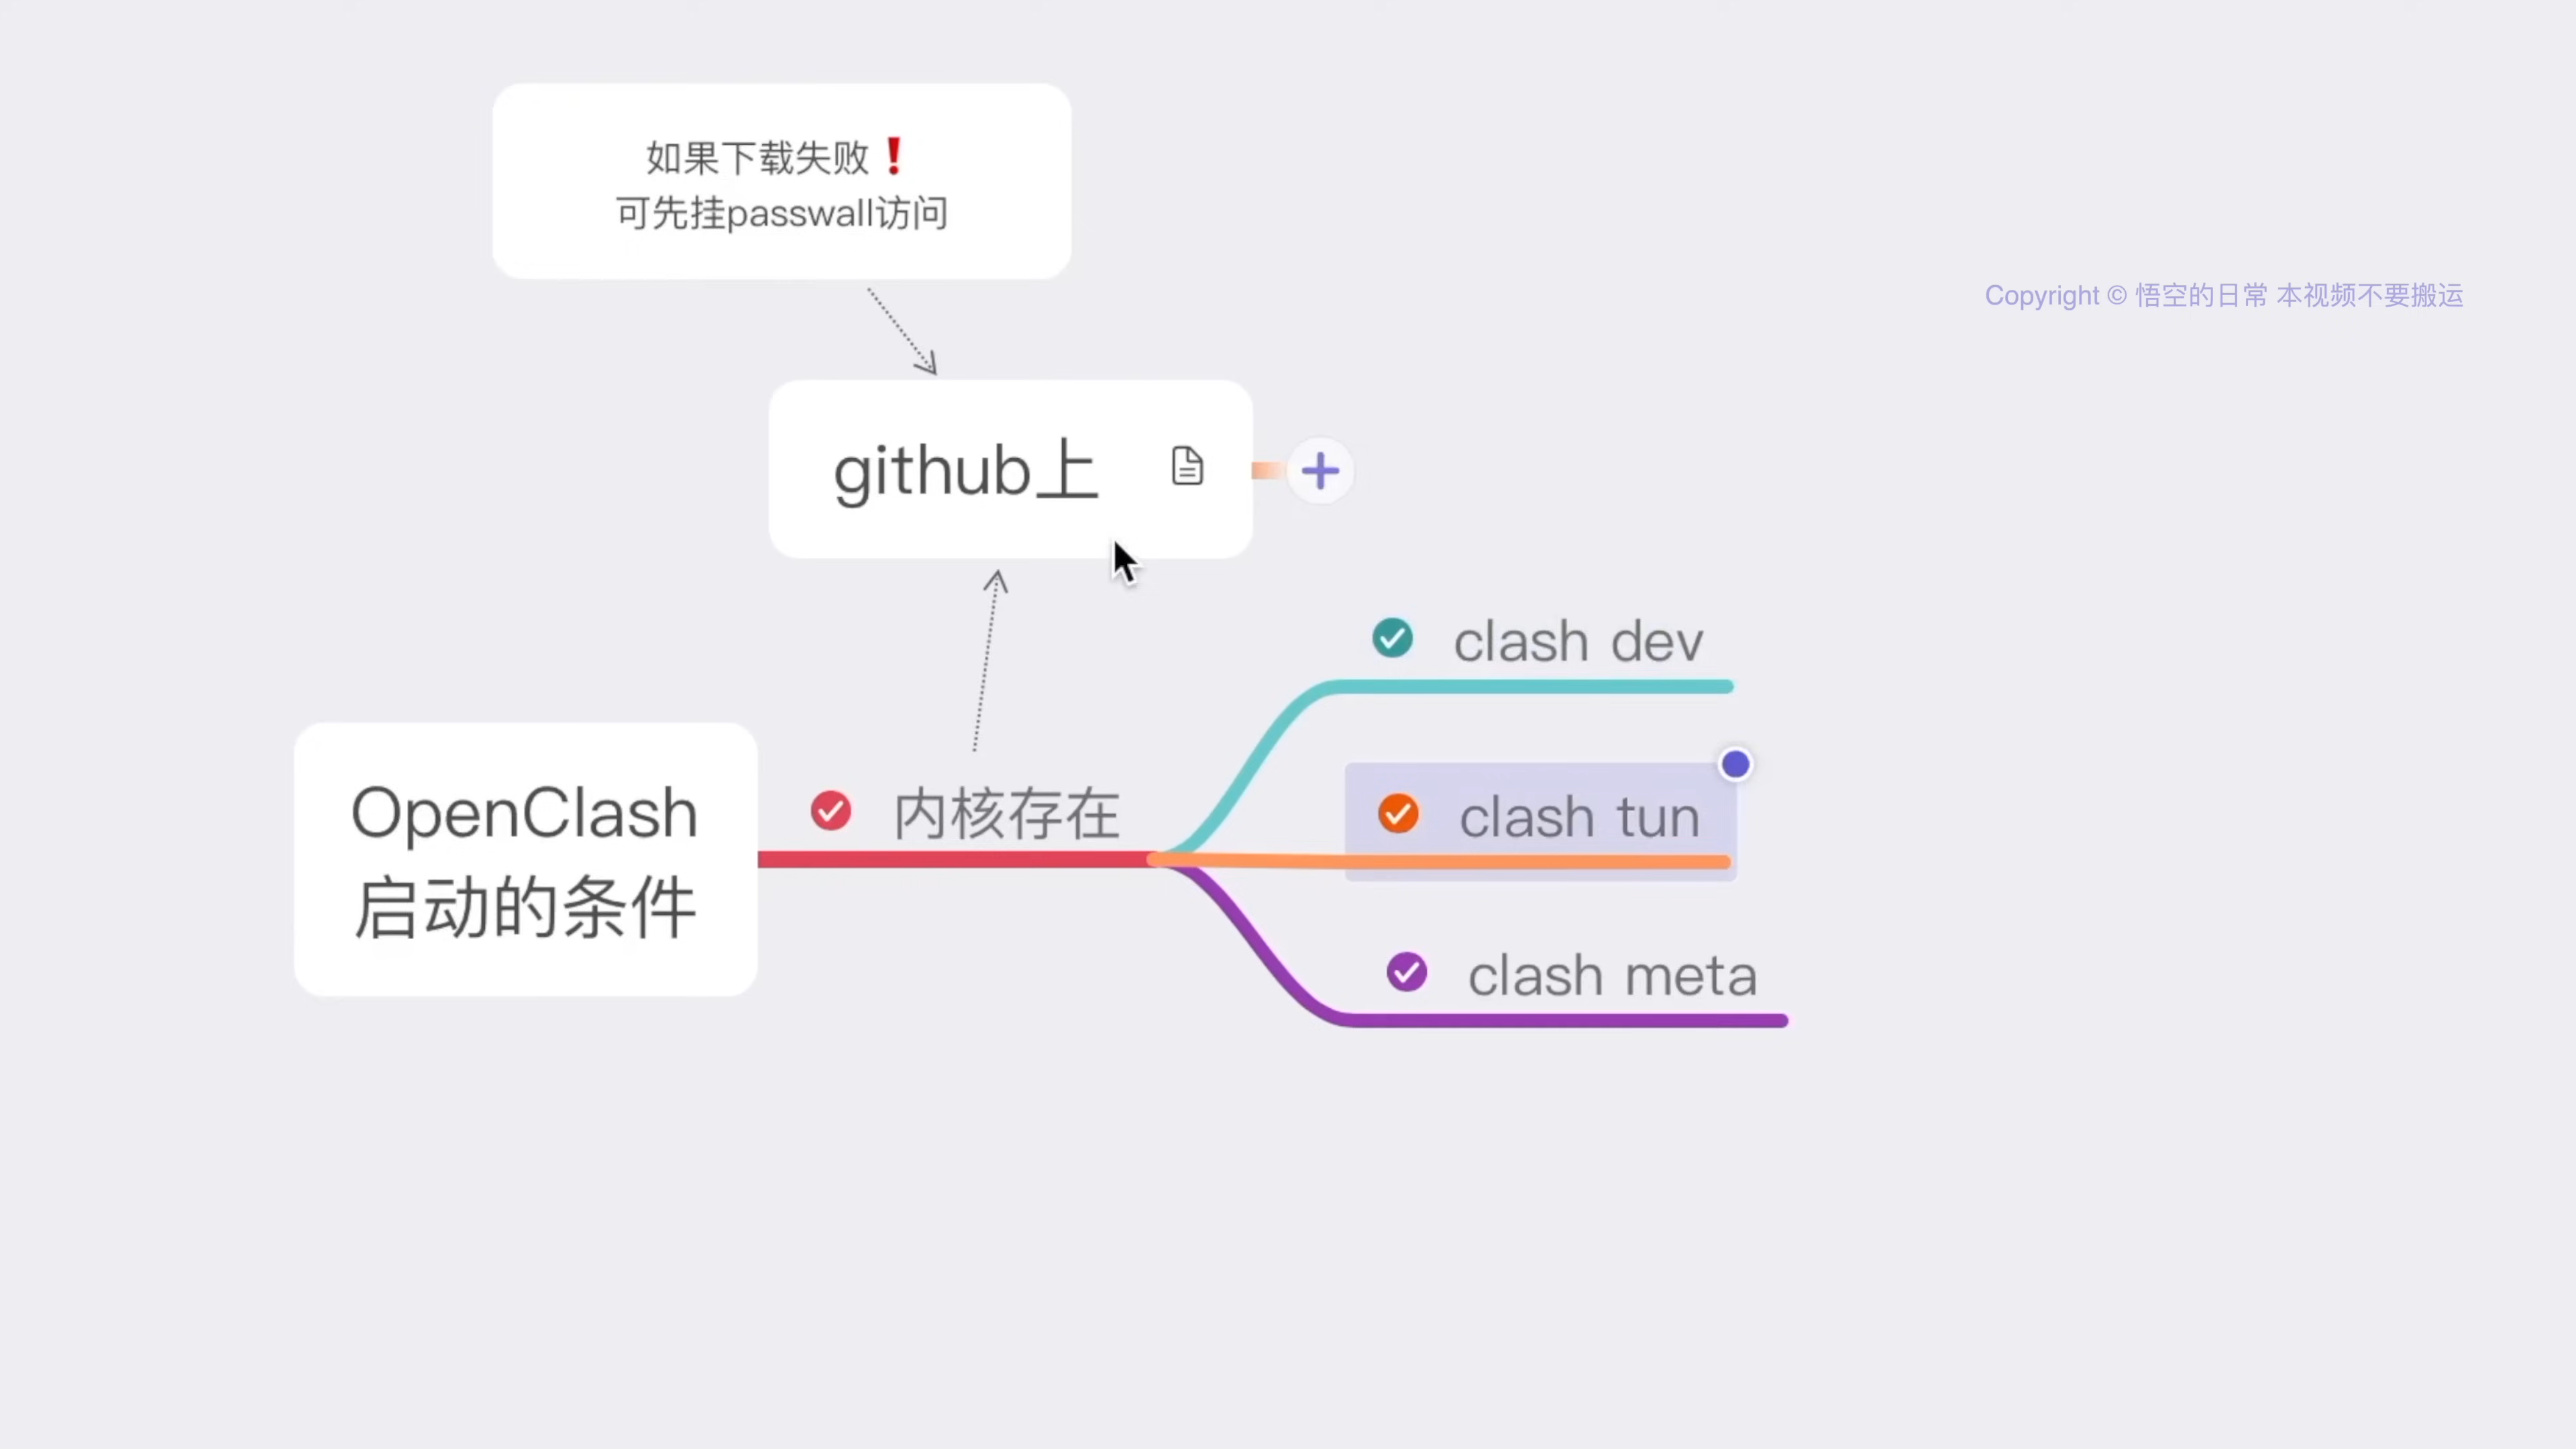 如果下载失败❗
可先挂passwall访问
Copyright © 悟空的日常 本视频不要搬运
github上
clash dev
OpenClash
启动的条件
内核存在
clash tun
clash meta